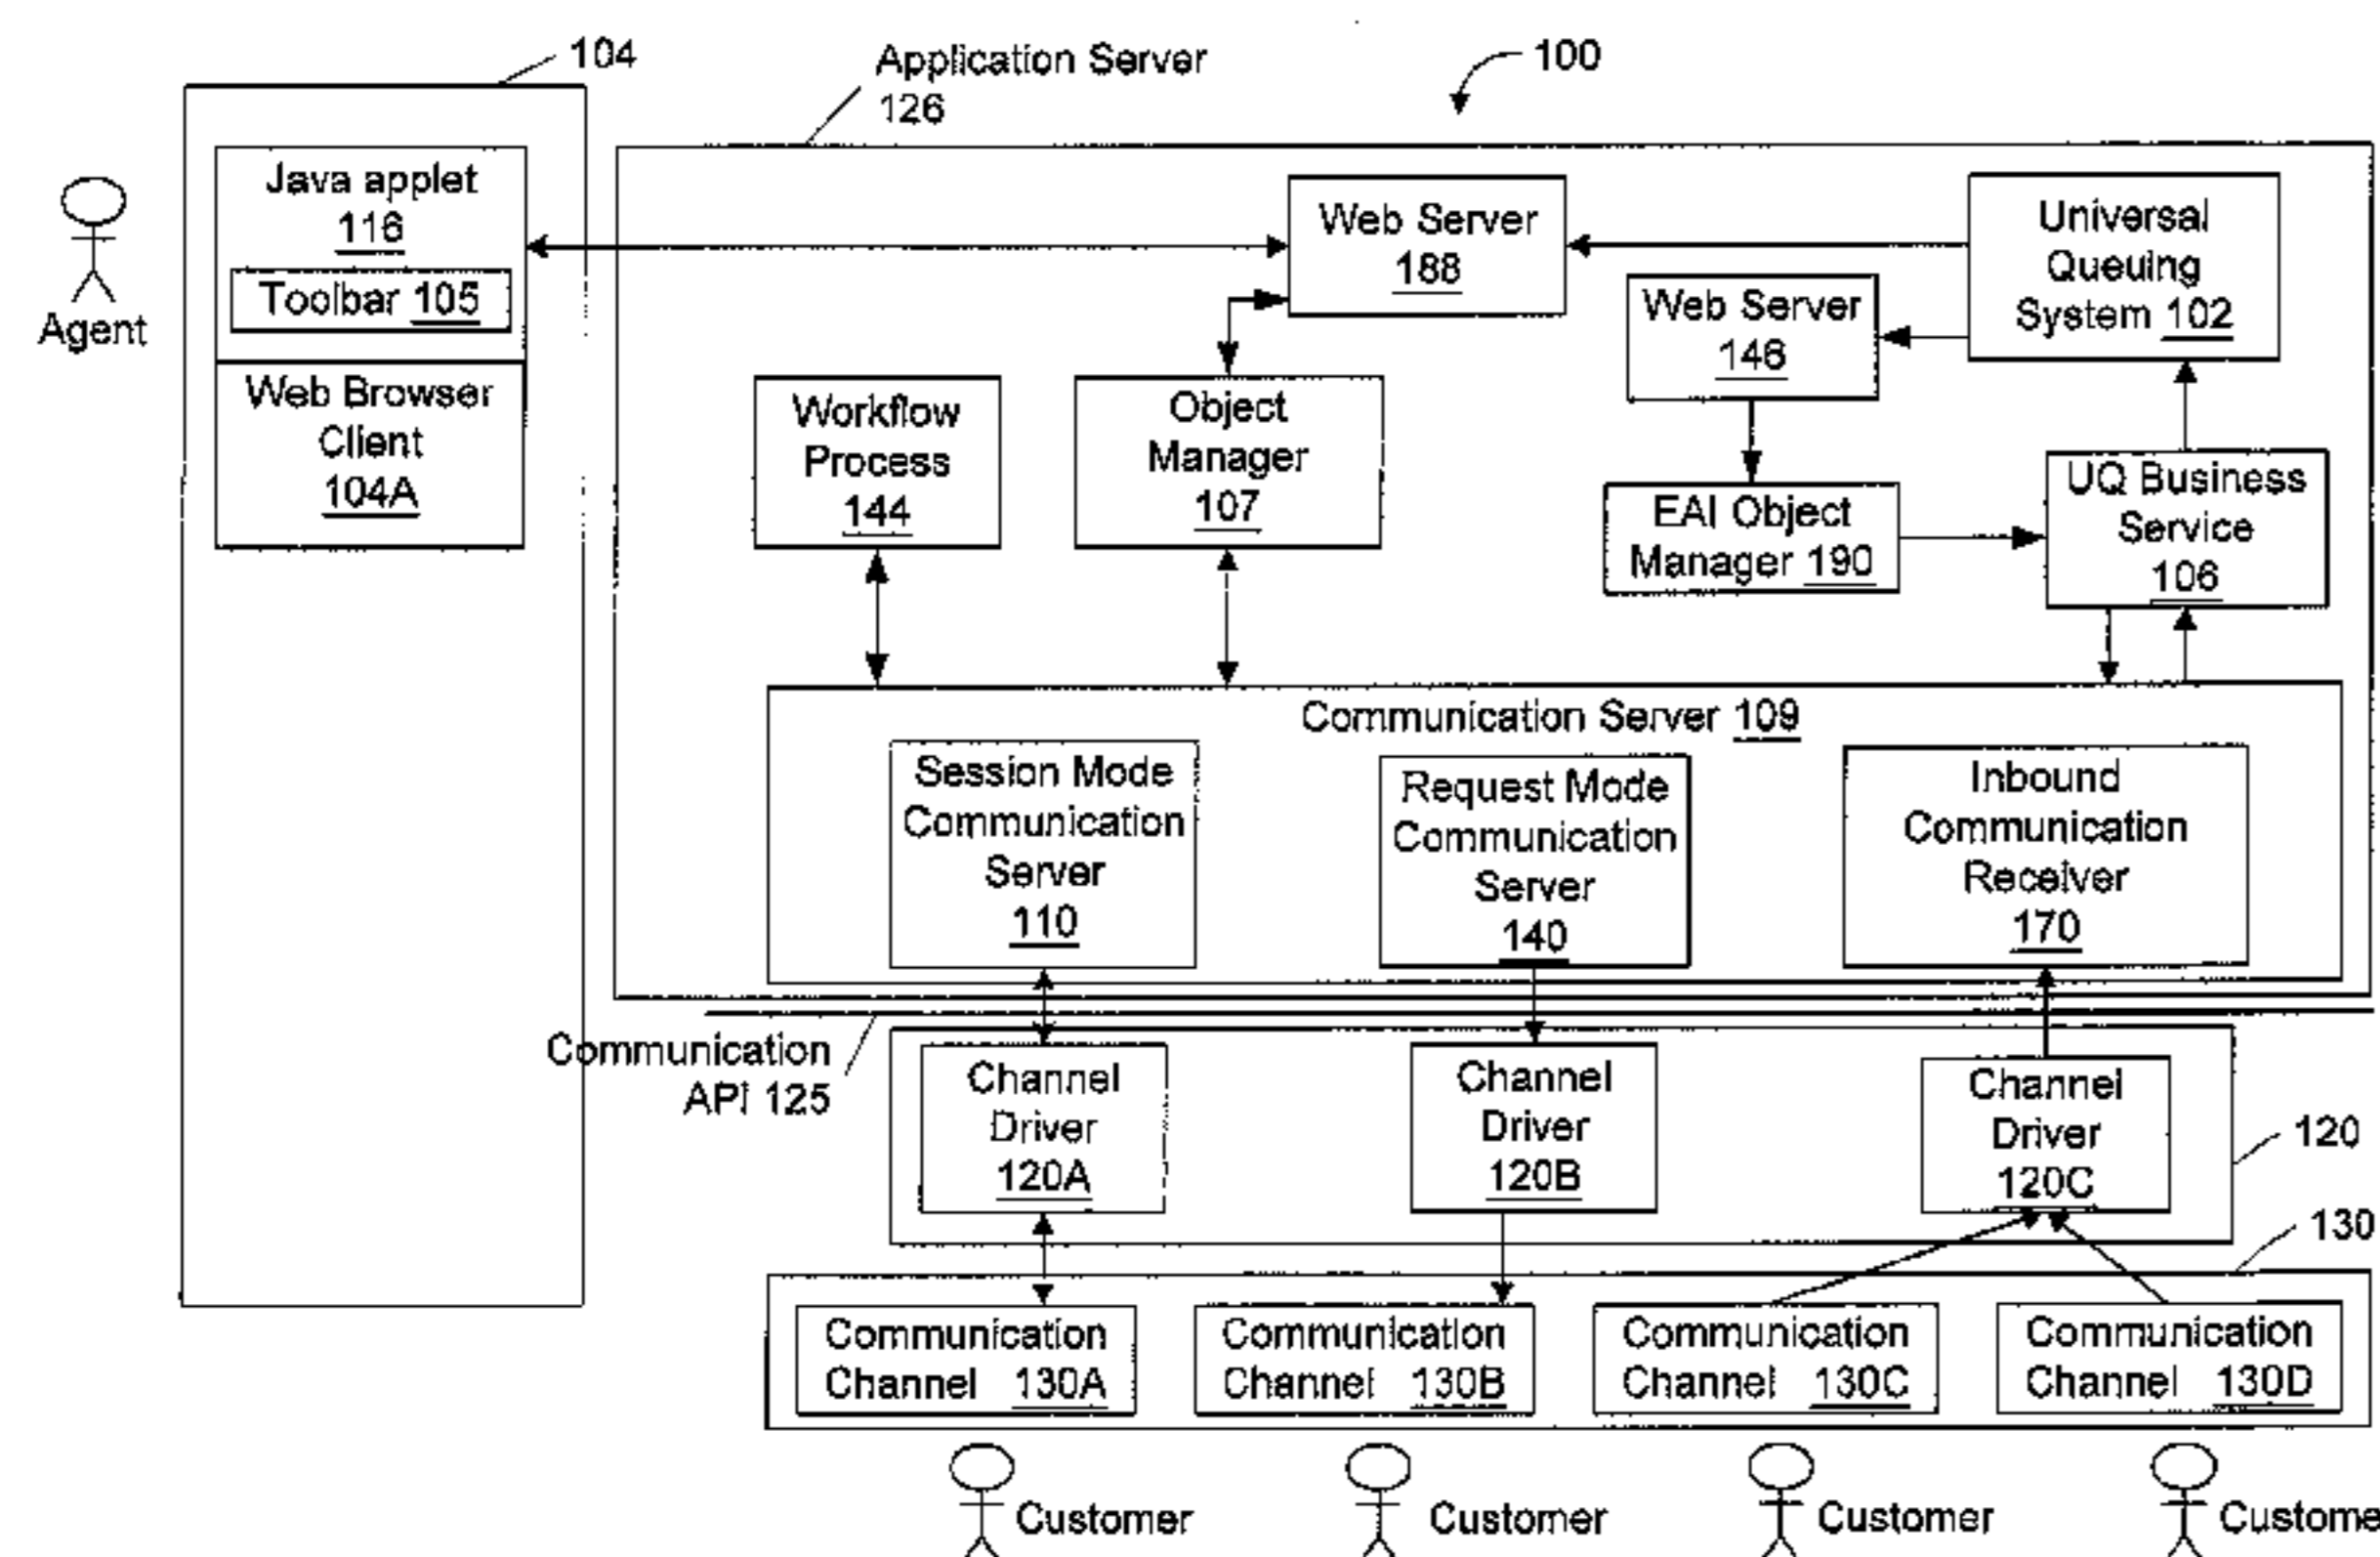 104
Application Server
126
100
Java applet
116
Toolbar 105
Web Browser
Client
104A
Agent
Web Server
188
Universal
Queuing
System 102
Web Server
146
Workflow
Process
144
Object
Manager
107
EAI Object
Manager 190
UQ Business
Service
106
Communication Server 109
Session Mode
Communication
Server
110
Request Mode
Communication
Server
140
Inbound
Communication
Receiver
170
Communication
API 125
Channel
Driver
120A
Channel
Driver
120B
Channel
Driver
120C
120
130
Communication
Channel 130A
Communication
Channel 130B
Communication
Channel 130C
Communication
Channel 130D
Customer
Customer
Customer
Custome